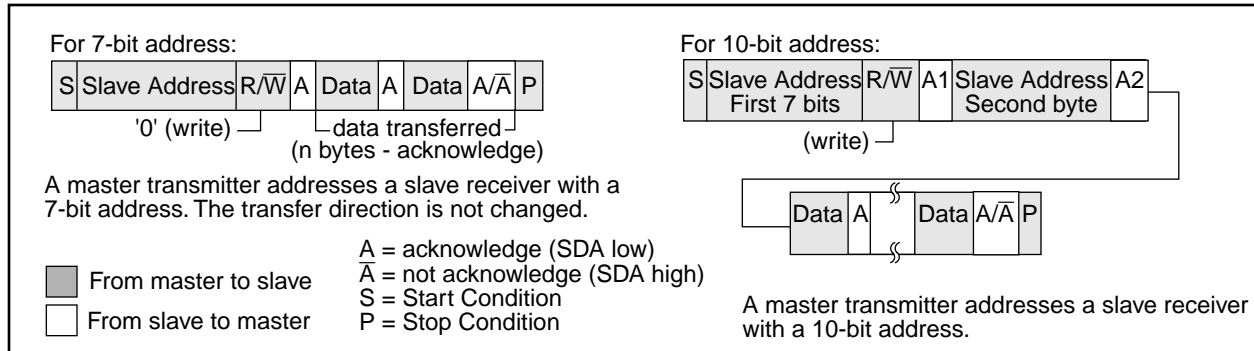 For 7-bit address:
S Slave Address R/W̅ A Data A Data A/A̅ P
'0' (write)
data transferred
(n bytes - acknowledge)
A master transmitter addresses a slave receiver with a
7-bit address. The transfer direction is not changed.
From master to slave
From slave to master
A = acknowledge (SDA low)
A̅ = not acknowledge (SDA high)
S = Start Condition
P = Stop Condition
For 10-bit address:
S Slave Address First 7 bits R/W̅ A1 Slave Address Second byte A2
(write)
Data A Data A/A̅ P
A master transmitter addresses a slave receiver
with a 10-bit address.